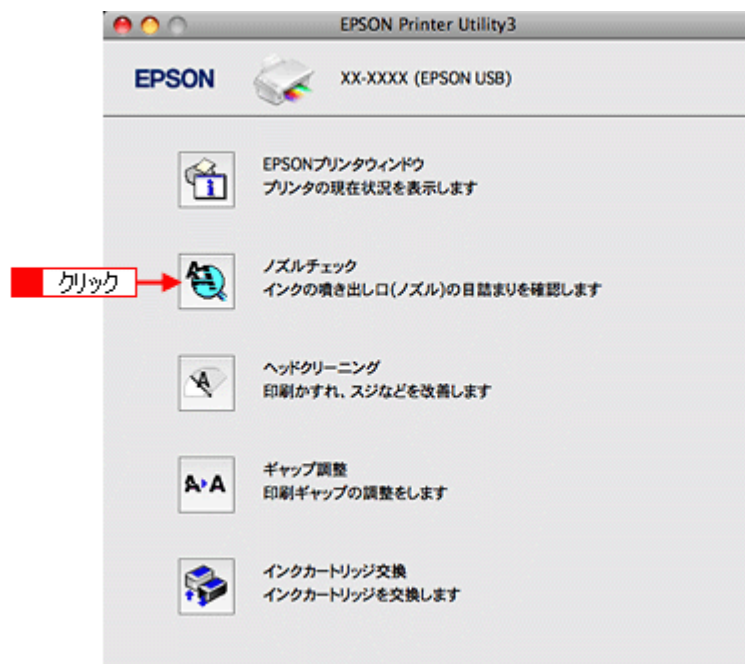 EPSON Printer Utility3
EPSON
XX-XXXX (EPSON USB)
EPSONプリンタウィンドウ
プリンタの現在状況を表示します
クリック
ノズルチェック
インクの噴き出し口(ノズル)の目詰まりを確認します
ヘッドクリーニング
印刷かすれ、スジなどを改善します
ギャップ調整
印刷ギャップの調整をします
インクカートリッジ交換
インクカートリッジを交換します